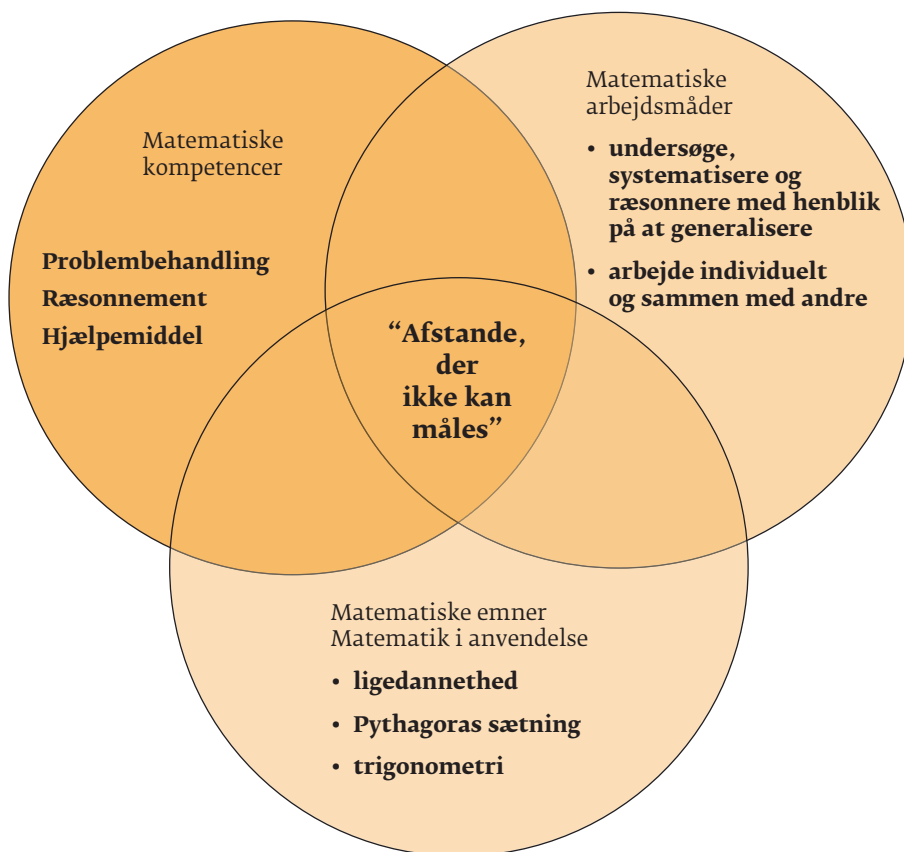 Matematiske
kompetencer
Problembehandling
Ræsonnement
Hjælpemiddel
Matematiske
arbejdsmåder
• undersøge,
systematisere og
ræsonnere med henblik
på at generalisere
• arbejde individuelt
og sammen med andre
“Afstande,
der
ikke kan
måles”
Matematiske emner
Matematik i anvendelse
• ligedannethed
• Pythagoras sætning
• trigonometri